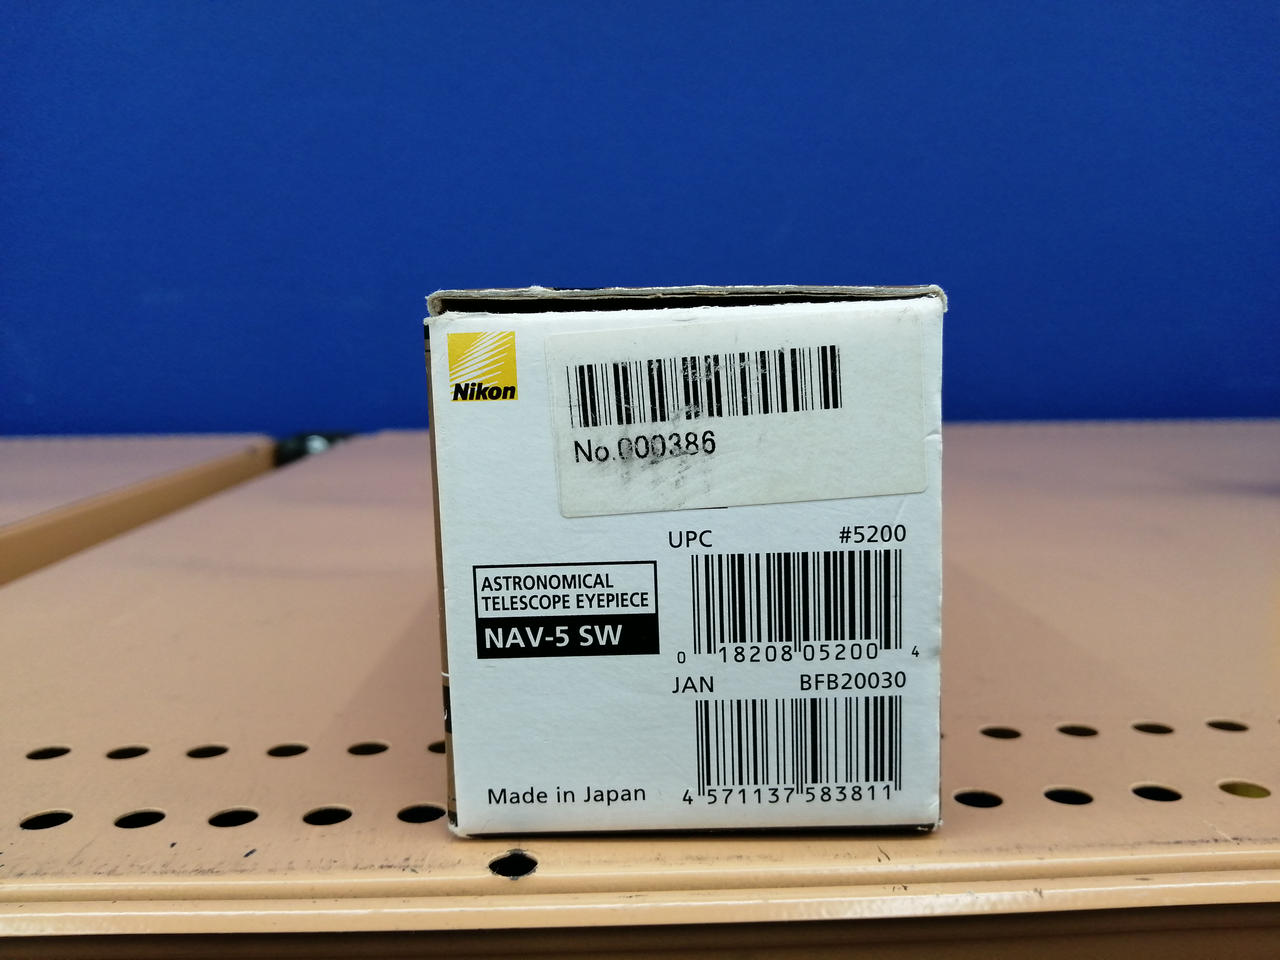 Nikon
No.000386
UPC #5200
ASTRONOMICAL
TELESCOPE EYEPIECE
NAV-5 SW
0 18208 05200 4
JAN BFB20030
4 571137 583811
Made in Japan